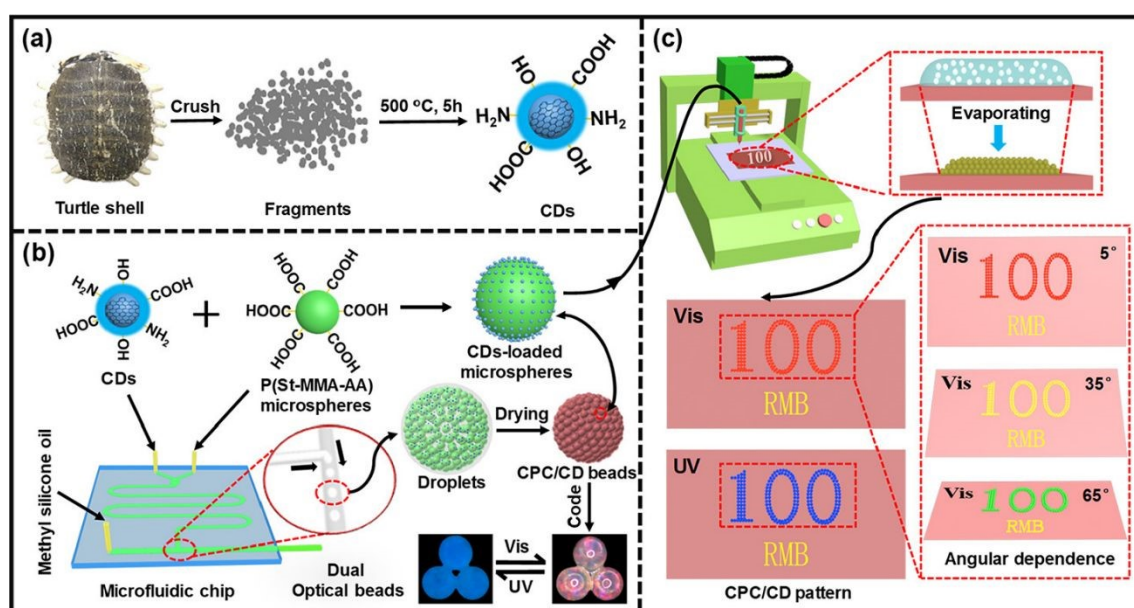 (a)
Crush
500 °C, 5h
HO
COOH
H₂N
NH₂
HOOC
OH
Turtle shell
Fragments
CDs
(b)
OH
H₂N
COOH
HOOC
NH₂
HO
CDs
+
HOOC
COOH
HOOC
COOH
HOOC
COOH
P(St-MMA-AA)
microspheres
CDs-loaded
microspheres
Methyl silicone oil
Microfluidic chip
Droplets
Drying
CPC/CD beads
Code
Dual
Optical beads
Vis
UV
(c)
100
Evaporating
Vis
100
RMB
UV
100
RMB
CPC/CD pattern
Vis
5°
100
RMB
Vis
35°
100
RMB
Vis
65°
100
RMB
Angular dependence